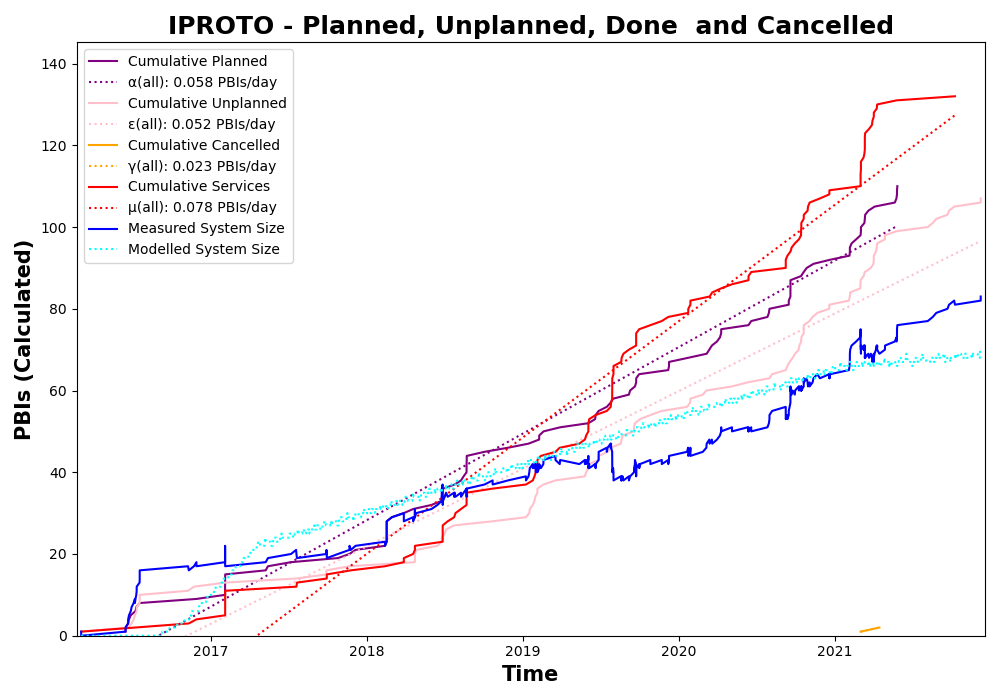 IPROTO - Planned, Unplanned, Done  and Cancelled
140
120
100
80
60
40
20
0
PBIs (Calculated)
Cumulative Planned
α(all): 0.058 PBIs/day
Cumulative Unplanned
ε(all): 0.052 PBIs/day
Cumulative Cancelled
γ(all): 0.023 PBIs/day
Cumulative Services
μ(all): 0.078 PBIs/day
Measured System Size
Modelled System Size
2017 2018 2019 2020 2021
Time